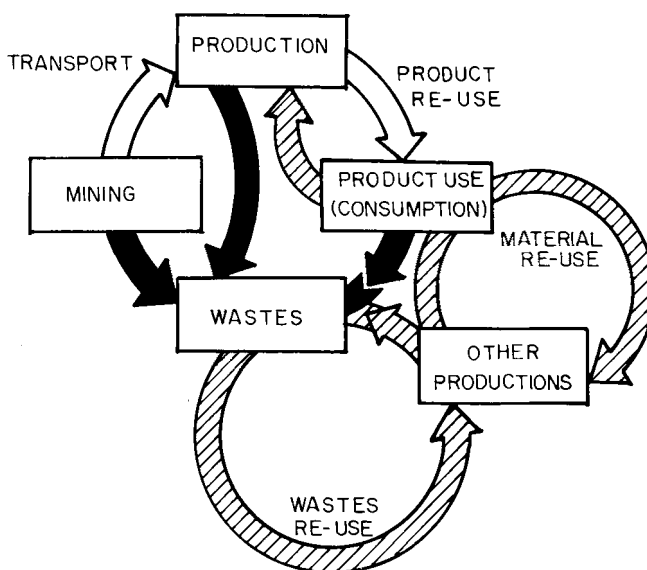 PRODUCTION
TRANSPORT
PRODUCT
RE-USE
MINING
PRODUCT USE
(CONSUMPTION)
MATERIAL
RE-USE
WASTES
OTHER
PRODUCTIONS
WASTES
RE-USE